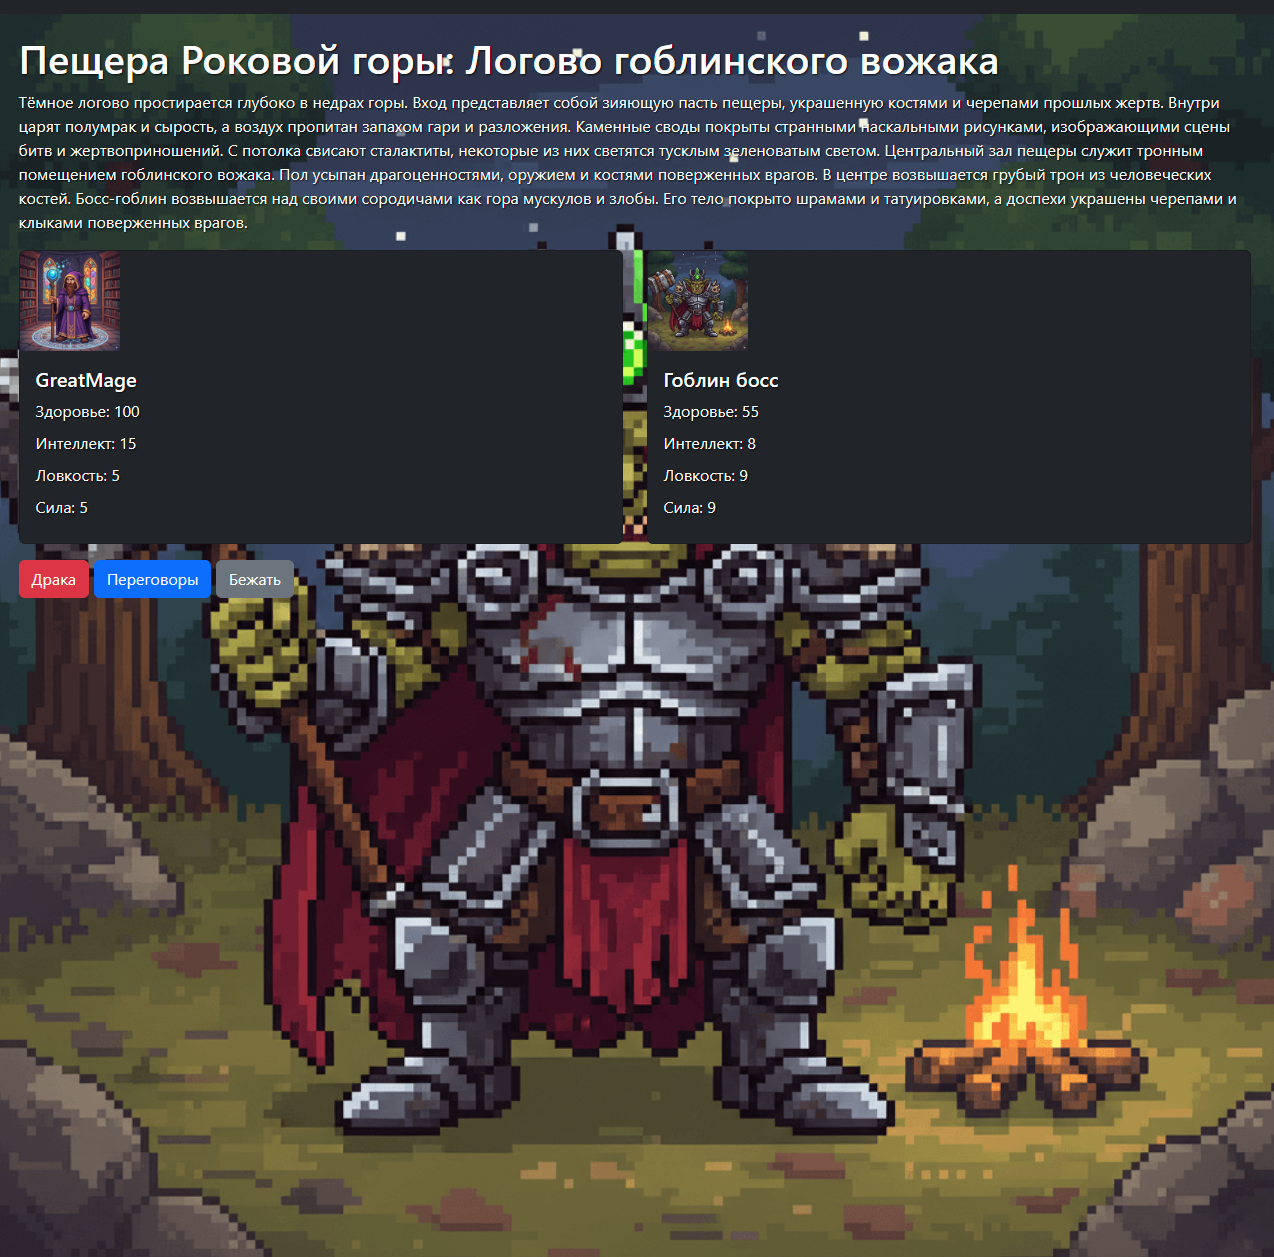 Пещера Роковой горы: Логово гоблинского вожака
Тёмное логово простирается глубоко в недрах горы. Вход представляет собой зияющую пасть пещеры, украшенную костями и черепами прошлых жертв. Внутри
царят полумрак и сырость, а воздух пропитан запахом гари и разложения. Каменные своды покрыты странными наскальными рисунками, изображающими сцены
битв и жертвоприношений. С потолка свисают сталактиты, некоторые из них светятся тусклым зеленоватым светом. Центральный зал пещеры служит тронным
помещением гоблинского вожака. Пол усыпан драгоценностями, оружием и костями поверженных врагов. В центре возвышается грубый трон из человеческих
костей. Босс-гоблин возвышается над своими сородичами как гора мускулов и злобы. Его тело покрыто шрамами и татуировками, а доспехи украшены черепами и
клыками поверженных врагов.
GreatMage
Здоровье: 100
Интеллект: 15
Ловкость: 5
Сила: 5
Гоблин босс
Здоровье: 55
Интеллект: 8
Ловкость: 9
Сила: 9
Драка
Переговоры
Бежать